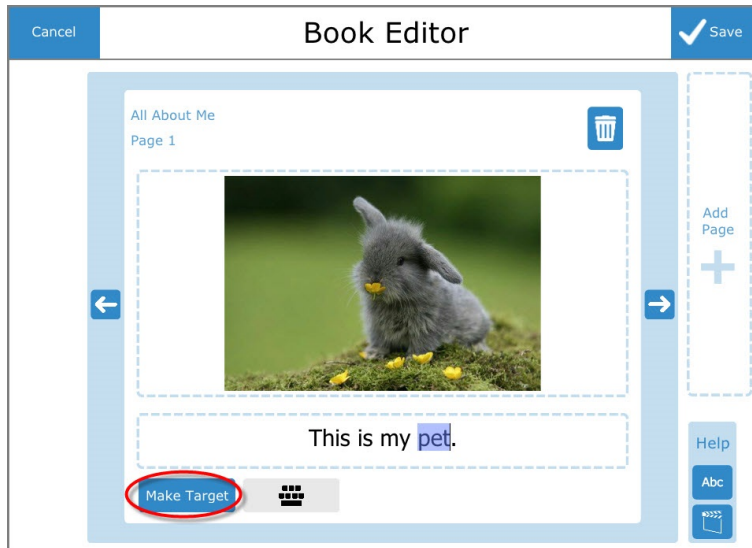 Cancel
Book Editor
Save
All About Me
Page 1
Add
Page
This is my pet.
Make Target
Help
Abc